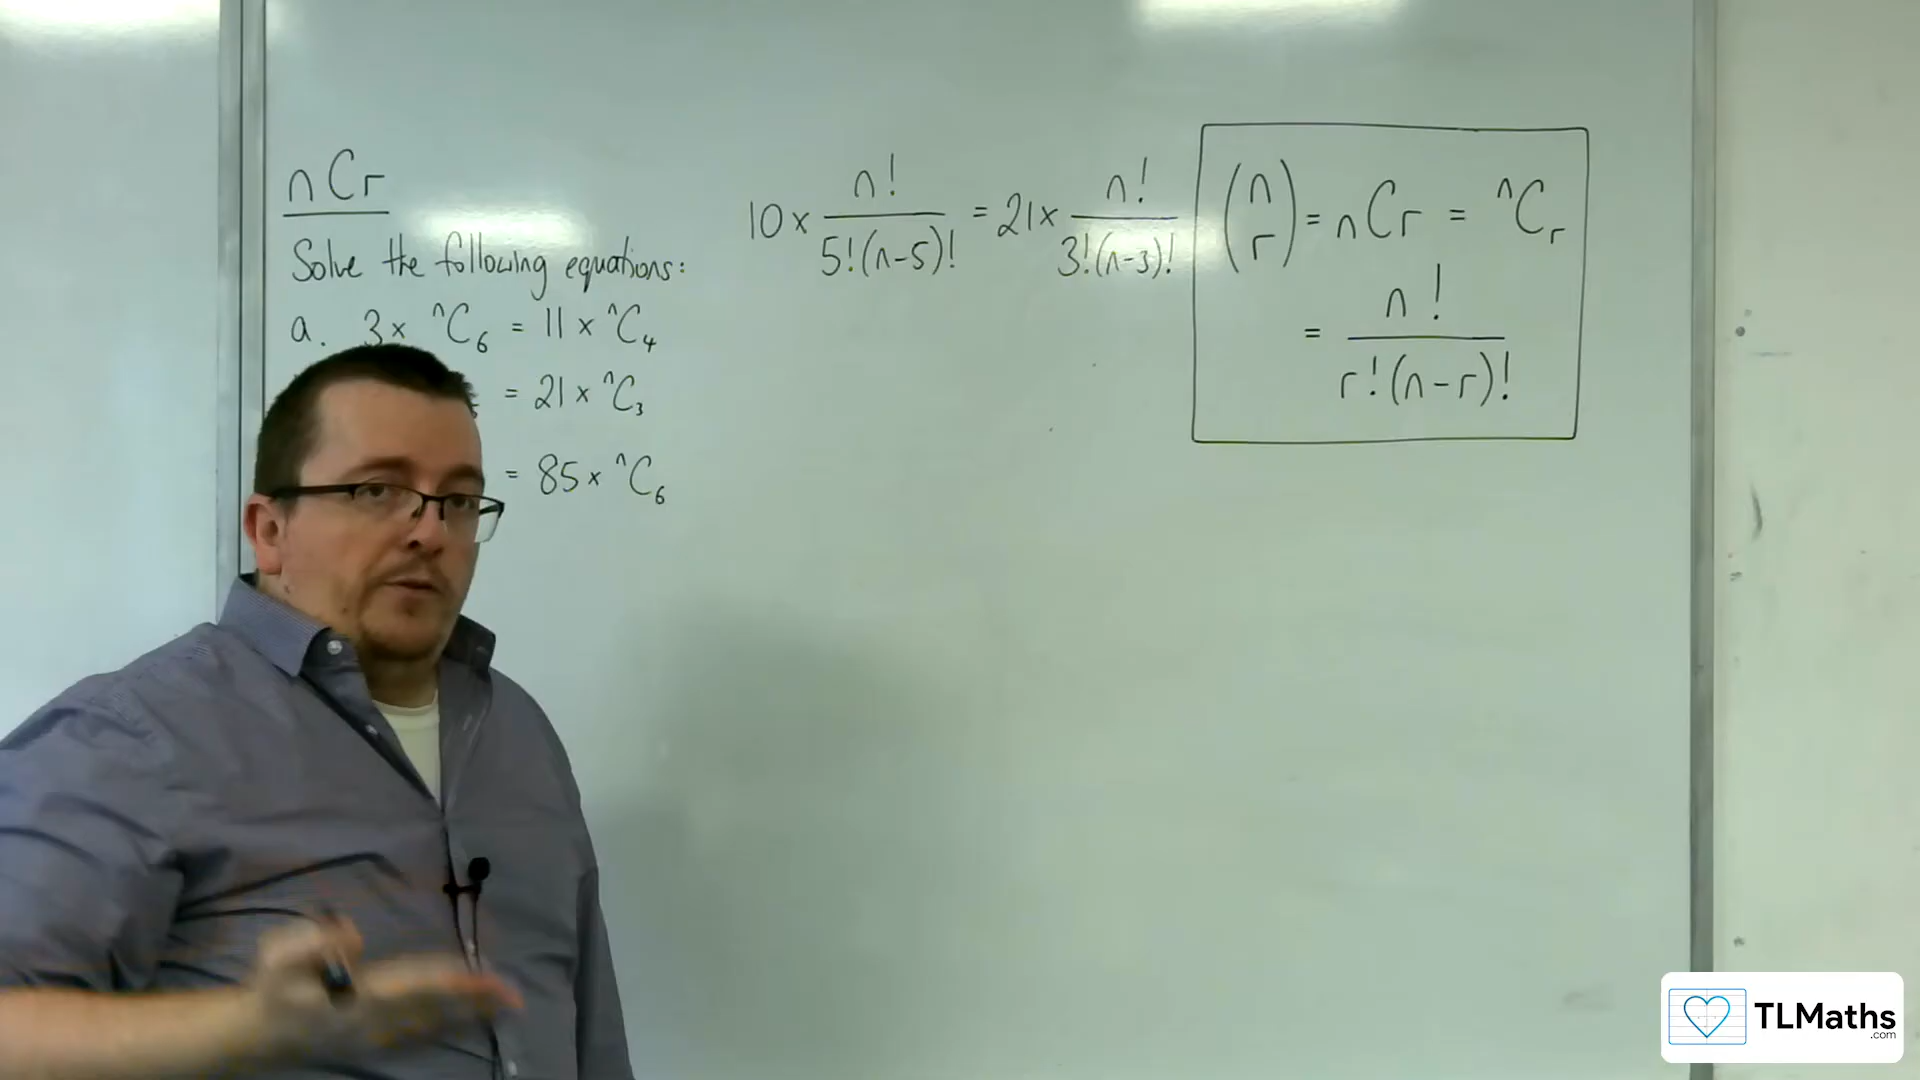 nCr
Solve the following equations:
a. 3 × ⁿC₆ = 11 × ⁿC₄
= 21 × ⁿC₃
= 85 × ⁿC₆
10 × n! / 5!(n-5)! = 21 × n! / 3!(n-3)!
(n r) = nCr = ⁿCᵣ
= n! / r!(n-r)!
TLMaths
.com